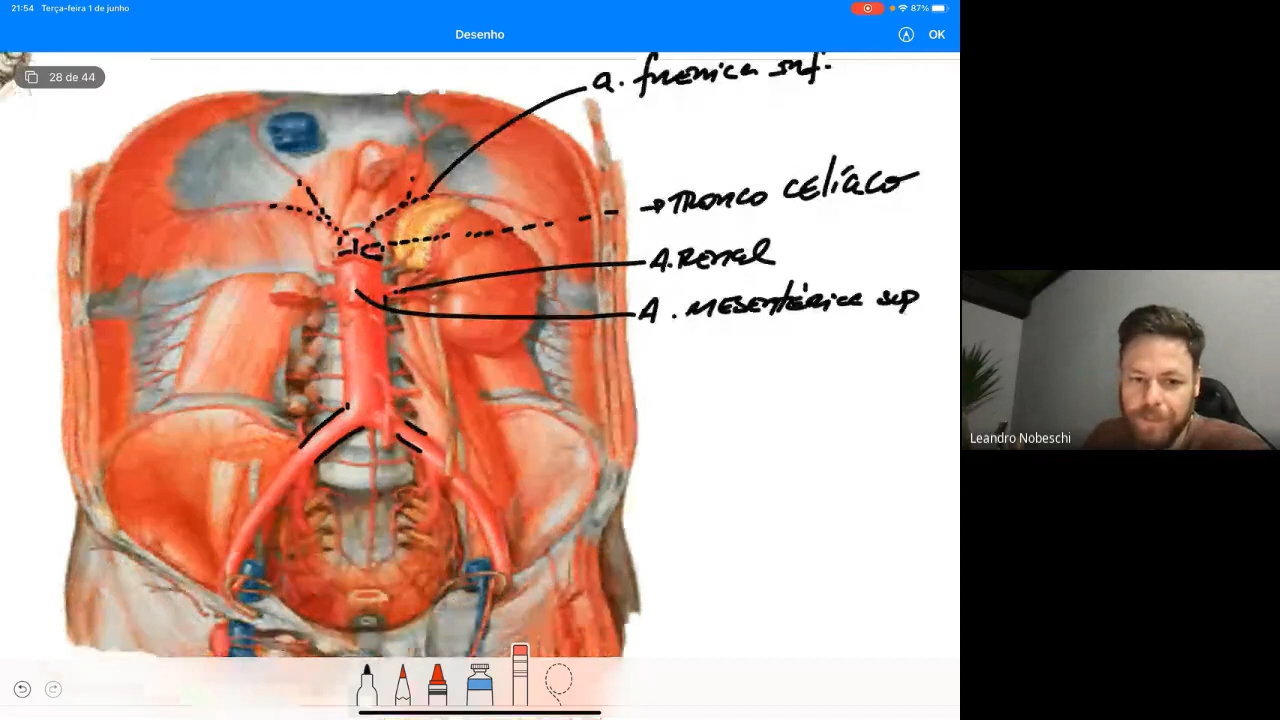 21:54 Terça-feira 1 de junho
87%
Desenho
OK
28 de 44
a. frenica inf.
→ TRONCO CELÍACO
A. Renal
A. MESENTÉRICA SUP
Leandro Nobeschi